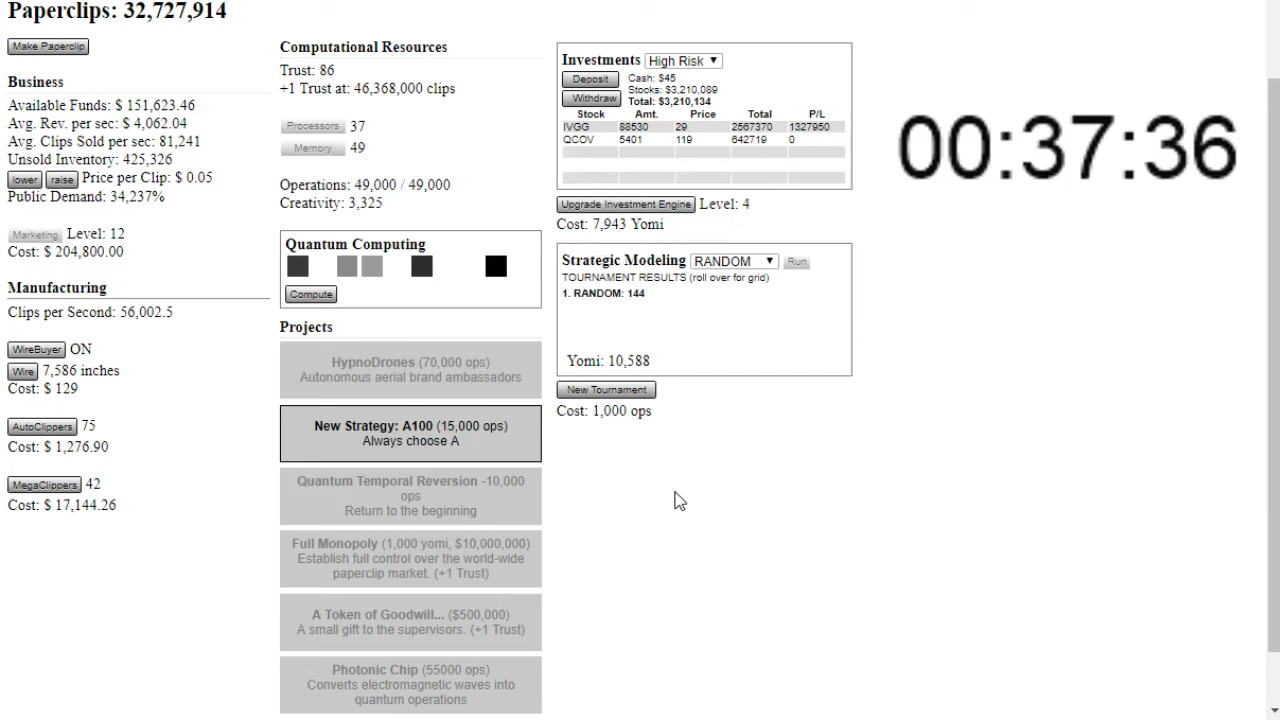 Paperclips: 32,727,914
Make Paperclip
Business
Available Funds: $ 151,623.46
Avg. Rev. per sec: $ 4,062.04
Avg. Clips Sold per sec: 81,241
Unsold Inventory: 425,326
lower raise Price per Clip: $ 0.05
Public Demand: 34,237%
Marketing Level: 12
Cost: $ 204,800.00
Manufacturing
Clips per Second: 56,002.5
WireBuyer ON
Wire 7,586 inches
Cost: $ 129
AutoClippers 75
Cost: $ 1,276.90
MegaClippers 42
Cost: $ 17,144.26
Computational Resources
Trust: 86
+1 Trust at: 46,368,000 clips
Processors 37
Memory 49
Operations: 49,000 / 49,000
Creativity: 3,325
Quantum Computing
Compute
Projects
HypnoDrones (70,000 ops)
Autonomous aerial brand ambassadors
New Strategy: A100 (15,000 ops)
Always choose A
Quantum Temporal Reversion -10,000
ops
Return to the beginning
Full Monopoly (1,000 yomi, $10,000,000)
Establish full control over the world-wide
paperclip market. (+1 Trust)
A Token of Goodwill... ($500,000)
A small gift to the supervisors. (+1 Trust)
Photonic Chip (55000 ops)
Converts electromagnetic waves into
quantum operations
Investments High Risk
Deposit Cash: $45
Stocks: $3,210,089
Withdraw Total: $3,210,134
Stock Amt. Price Total P/L
IVGG 88530 29 2567370 1327950
QCOV 5401 119 642719 0
Upgrade Investment Engine Level: 4
Cost: 7,943 Yomi
Strategic Modeling RANDOM Run
TOURNAMENT RESULTS (roll over for grid)
1. RANDOM: 144
Yomi: 10,588
New Tournament
Cost: 1,000 ops
00:37:36